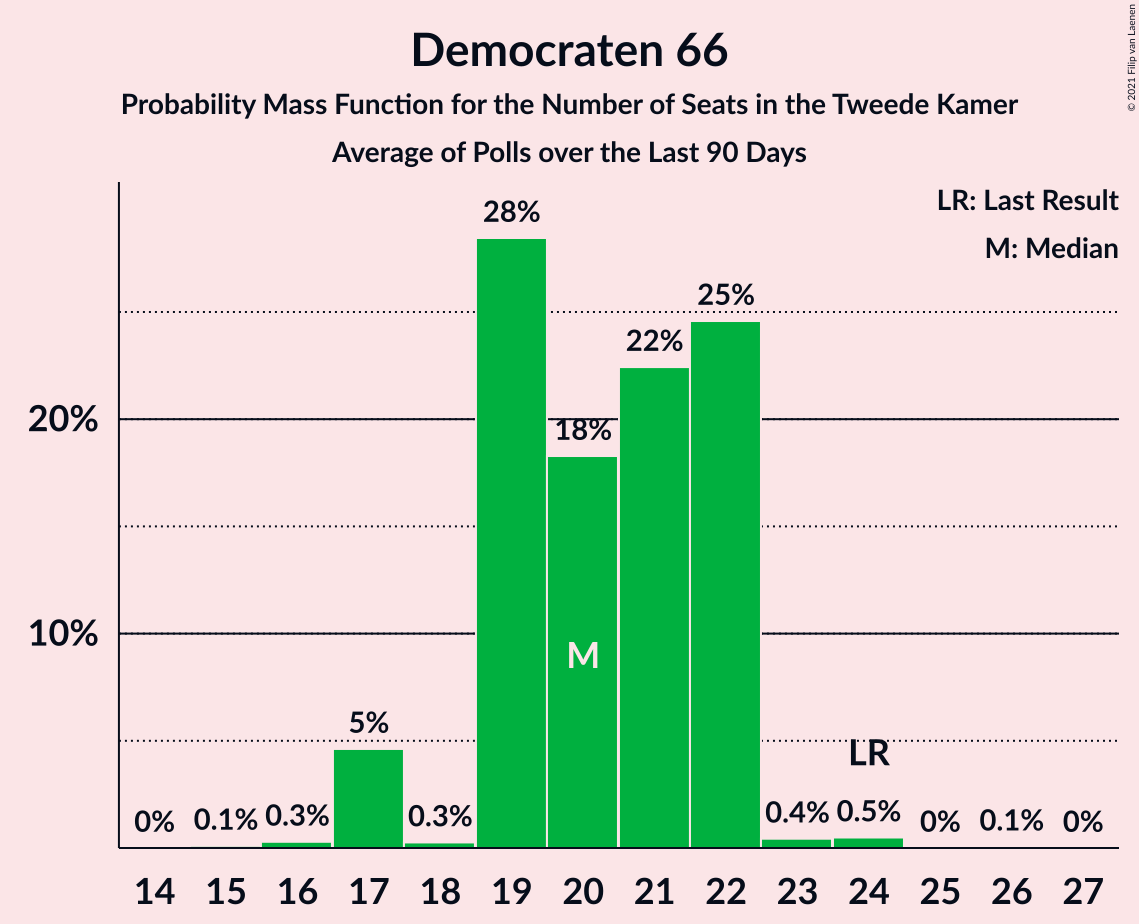 Democraten 66
Probability Mass Function for the Number of Seats in the Tweede Kamer
Average of Polls over the Last 90 Days
© 2021 Filip van Laenen
LR: Last Result
M: Median
28%
25%
22%
20%
18%
10%
M
5%
LR
0% 0.1% 0.3% 0.3% 0.4% 0.5% 0% 0.1% 0%
14 15 16 17 18 19 20 21 22 23 24 25 26 27